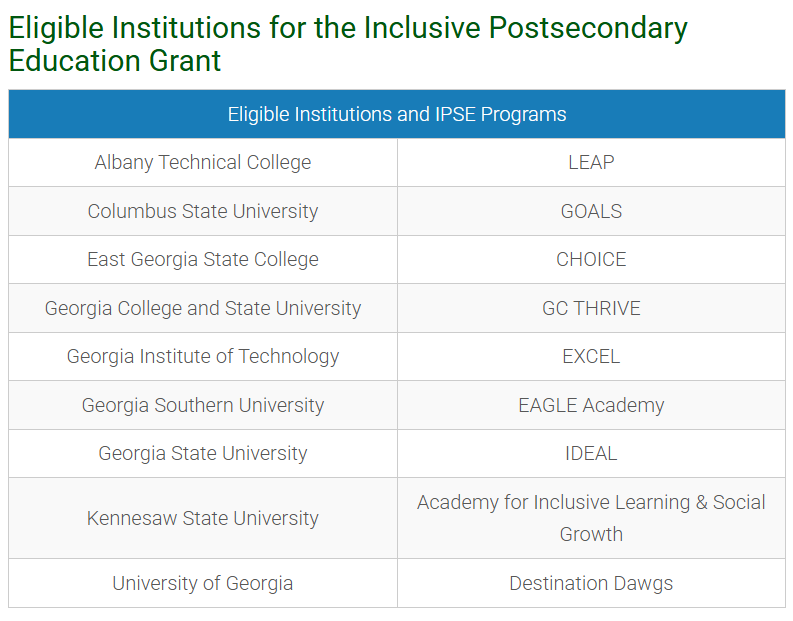 Eligible Institutions for the Inclusive Postsecondary
Education Grant
Eligible Institutions and IPSE Programs
Albany Technical College LEAP
Columbus State University GOALS
East Georgia State College CHOICE
Georgia College and State University GC THRIVE
Georgia Institute of Technology EXCEL
Georgia Southern University EAGLE Academy
Georgia State University IDEAL
Kennesaw State University Academy for Inclusive Learning & Social
Growth
University of Georgia Destination Dawgs